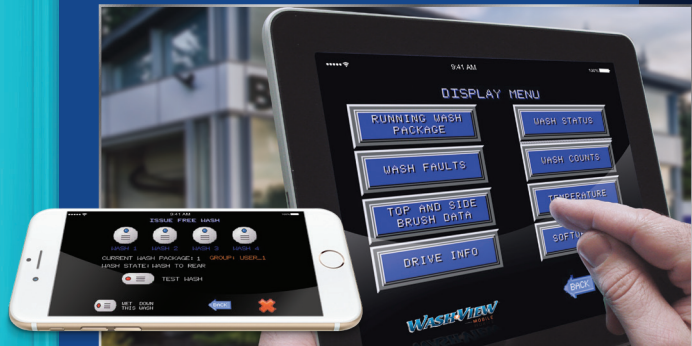 9:41 AM
DISPLAY MENU
RUNNING WASH
PACKAGE
WASH STATUS
WASH FAULTS
WASH COUNTS
TOP AND SIDE
BRUSH DATA
TEMPERATURE
DRIVE INFO
BACK
WASHVIEW
MOBILE
9:41 AM
ISSUE FREE WASH
WASH 1 WASH 2 WASH 3 WASH 4
CURRENT WASH PACKAGE: 1 GROUP: USER_1
WASH STATE: WASH TO REAR
TEST WASH
WET DOWN
THIS WASH
BACK